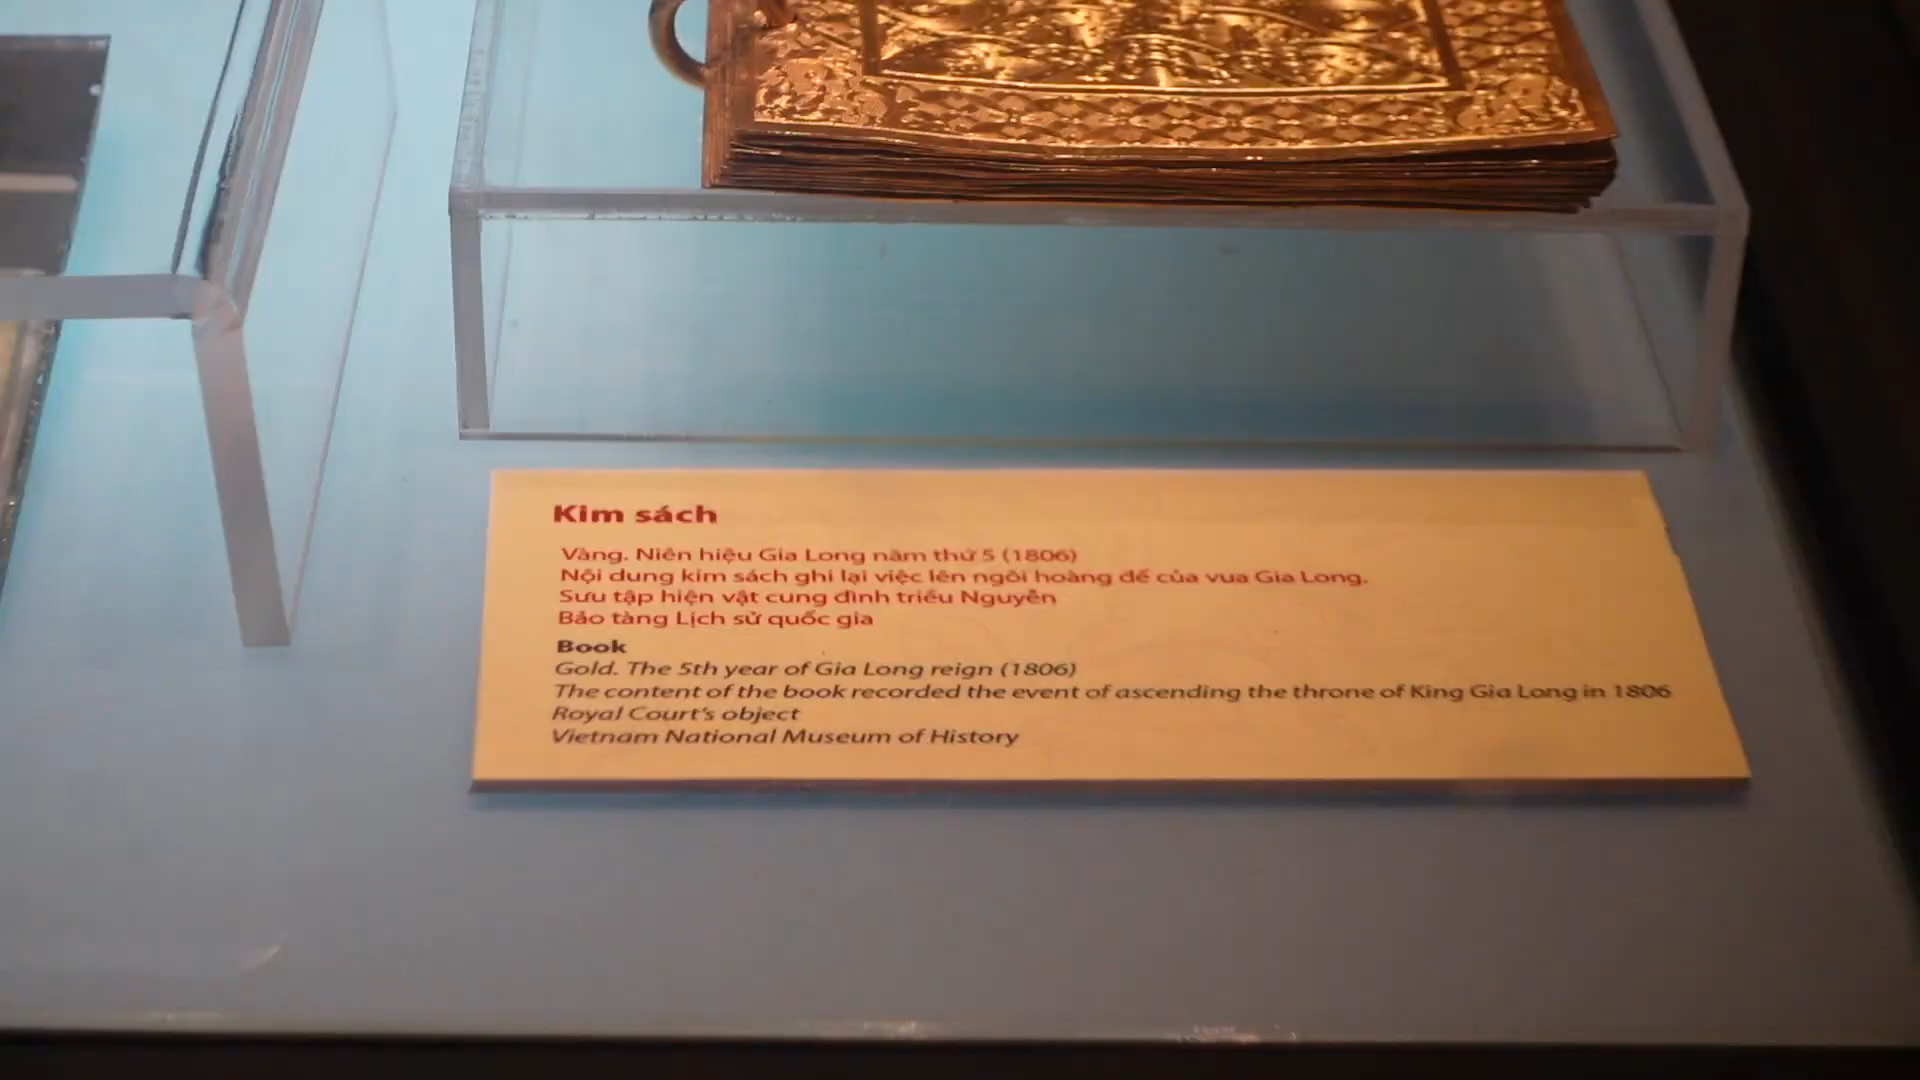 Kim sách
Vàng. Niên hiệu Gia Long năm thứ 5 (1806)
Nội dung kim sách ghi lại việc lên ngôi hoàng đế của vua Gia Long.
Sưu tập hiện vật cung đình triều Nguyễn
Bảo tàng Lịch sử quốc gia
Book
Gold. The 5th year of Gia Long reign (1806)
The content of the book recorded the event of ascending the throne of King Gia Long in 1806
Royal Court's object
Vietnam National Museum of History